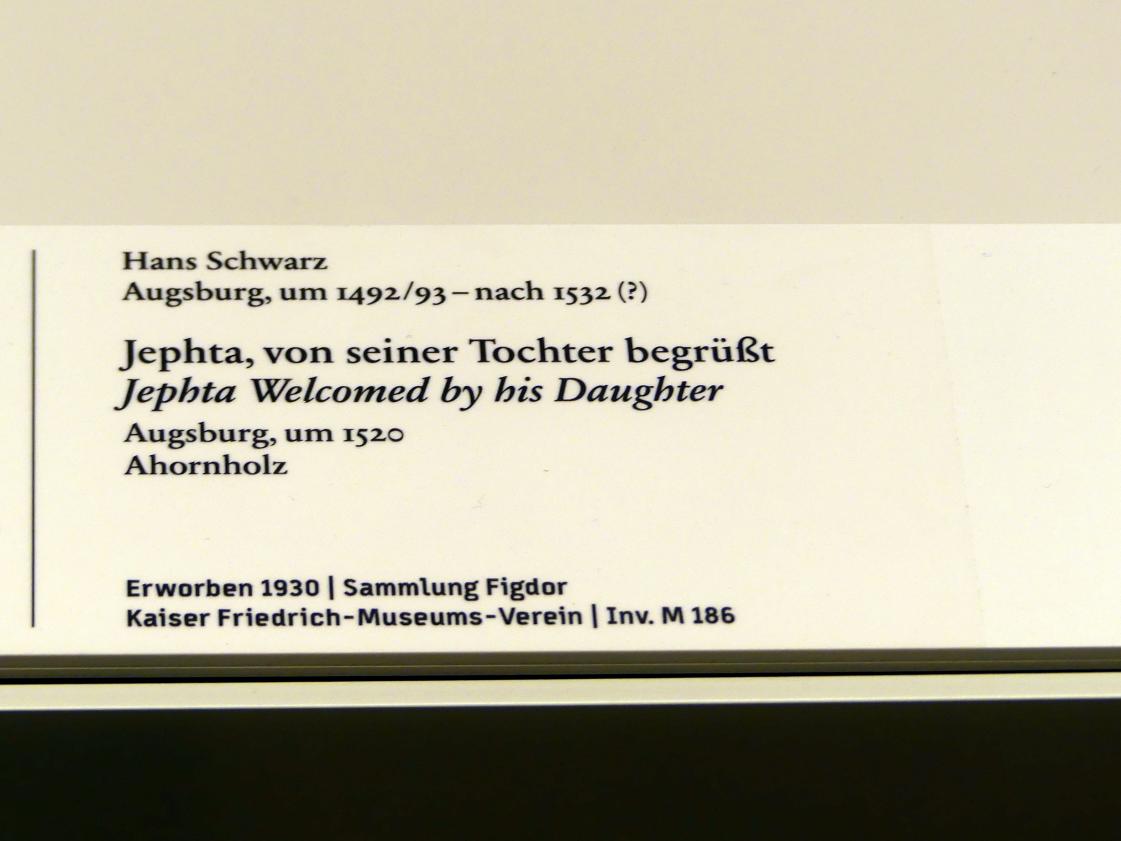 Hans Schwarz
Augsburg, um 1492/93 – nach 1532 (?)
Jephta, von seiner Tochter begrüßt
Jephta Welcomed by his Daughter
Augsburg, um 1520
Ahornholz
Erworben 1930 | Sammlung Figdor
Kaiser Friedrich-Museums-Verein | Inv. M 186